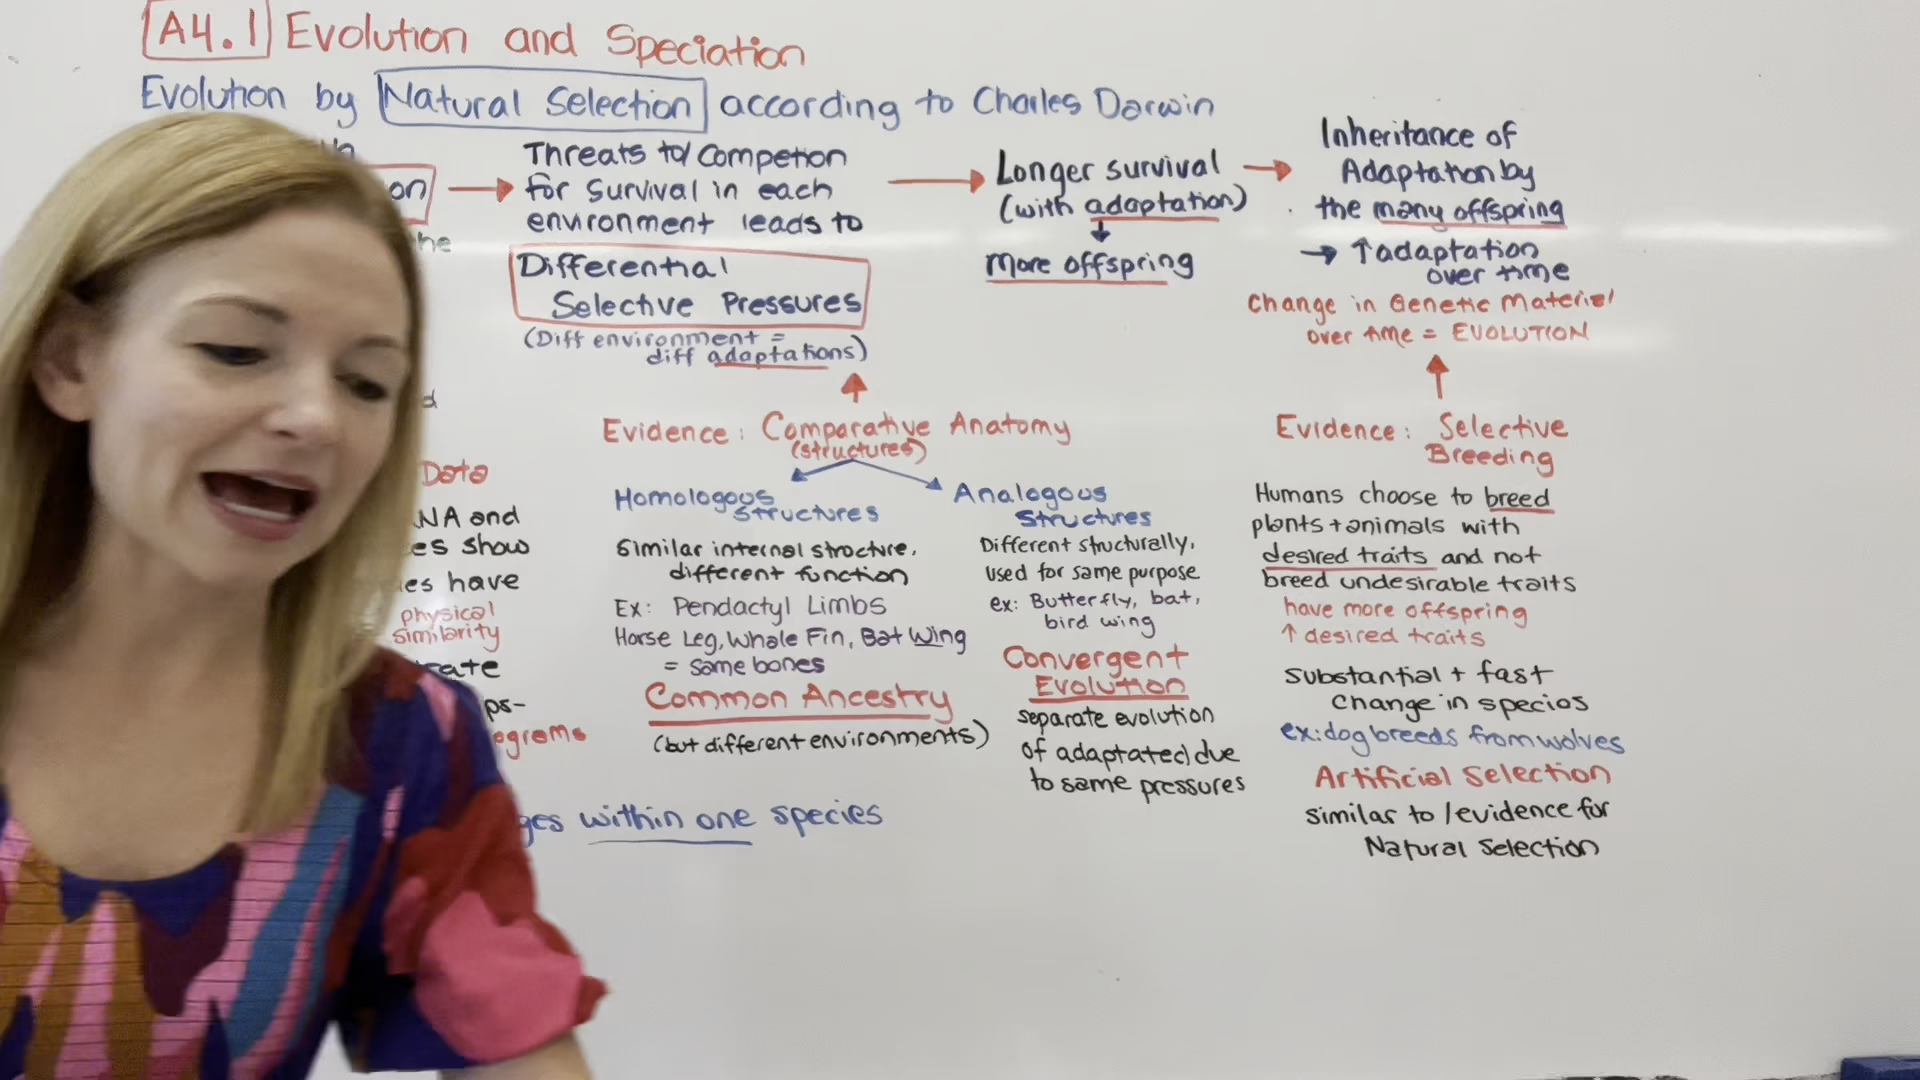 A4.1 Evolution and Speciation
Evolution by Natural Selection according to Charles Darwin
on
the
Threats to/Competion
for survival in each
environment leads to
Differential
Selective Pressures
(Diff environment =
diff adaptations)
Longer survival
(with adaptation)
more offspring
Inheritance of
Adaptation by
the many offspring
→ ↑adaptation
over time
Change in Genetic Material
over time = EVOLUTION
Data
NA and
es show
ies have
physical
similarity
rate
ps-
ograms
ges within one species
Evidence: Comparative Anatomy
(structures)
Homologous
structures
Similar internal strocture,
different function
Ex: Pendactyl Limbs
Horse Leg, Whale Fin, Bat Wing
= same bones
Common Ancestry
(but different environments)
Analogous
Structures
Different structurally,
used for same purpose
ex: Butterfly, bat,
bird wing
Convergent
Evolution
separate evolution
of adaptated) due
to same pressures
Evidence: Selective
Breeding
Humans choose to breed
plants + animals with
desired traits and not
breed undesirable traits
have more offspring
↑ desired traits
substantial + fast
change in species
ex: dog breeds from wolves
Artificial Selection
similar to/evidence for
Natural Selection